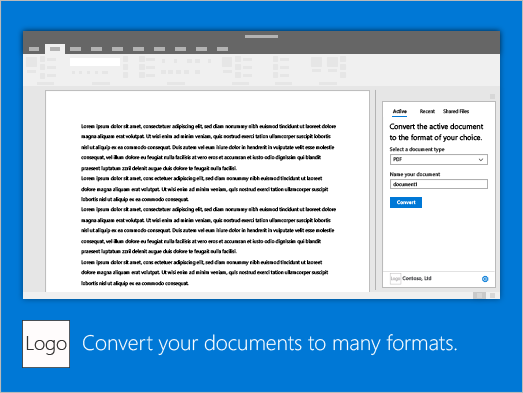 Lorem ipsum dolor sit amet, consectetuer adipiscing elit, sed diam nonummy nibh euismod tincidunt ut laoreet dolore
magna aliquam erat volutpat. Ut wisi enim ad minim veniam, quis nostrud exerci tation ullamcorper suscipit lobortis
nisl ut aliquip ex ea commodo consequat. Duis autem vel eum iriure dolor in hendrerit in vulputate velit esse molestie
consequat, vel illum dolore eu feugiat nulla facilisis at vero eros et accumsan et iusto odio dignissim qui blandit
praesent luptatum zzril delenit augue duis dolore te feugait nulla facilisi.
Lorem ipsum dolor sit amet, cons ectetuer adipiscing elit, sed diam nonummy nibh euismod tincidunt ut laoreet
dolore magna aliquam erat volutpat. Ut wisi enim ad minim veniam, quis nostrud exerci tation ullamcorper suscipit
lobortis nisl ut aliquip ex ea commodo consequat.
Lorem ipsum dolor sit amet, consectetuer adipiscing elit, sed diam nonummy nibh euismod tincidunt ut laoreet dolore
magna aliquam erat volutpat. Ut wisi enim ad minim veniam, quis nostrud exerci tation ullamcorper suscipit lobortis
nisl ut aliquip ex ea commodo consequat. Duis autem vel eum iriure dolor in hendrerit in vulputate velit esse molestie
consequat, vel illum dolore eu feugiat nulla facilisis at vero eros et accumsan et iusto odio dignissim qui blandit
praesent luptatum zzril delenit augue duis dolore te feugait nulla facilisi.
Lorem ipsum dolor sit amet, cons ectetuer adipiscing elit, sed diam nonummy nibh euismod tincidunt ut laoreet
dolore magna aliquam erat volutpat. Ut wisi enim ad minim veniam, quis nostrud exerci tation ullamcorper suscipit
lobortis nisl ut aliquip ex ea commodo consequat.
Active Recent Shared Files
Convert the active document
to the format of your choice.
Select a document type
PDF
Name your document
document1
Convert
Logo Contoso, Ltd
Logo Convert your documents to many formats.